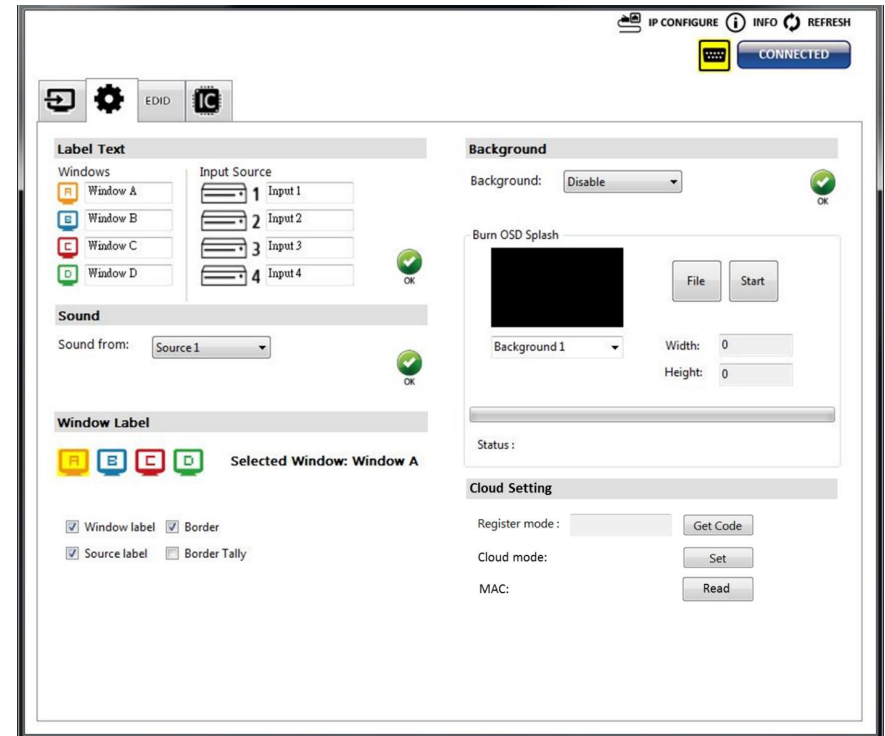 IP CONFIGURE INFO REFRESH
CONNECTED
EDID
IC
Label Text
Windows Input Source
A Window A 1 Input 1
B Window B 2 Input 2
C Window C 3 Input 3
D Window D 4 Input 4
OK
Sound
Sound from: Source 1
OK
Window Label
A B C D Selected Window: Window A
Window label Border
Source label Border Tally
Background
Background: Disable
OK
Burn OSD Splash
File Start
Background 1 Width: 0
Height: 0
Status :
Cloud Setting
Register mode : Get Code
Cloud mode: Set
MAC: Read